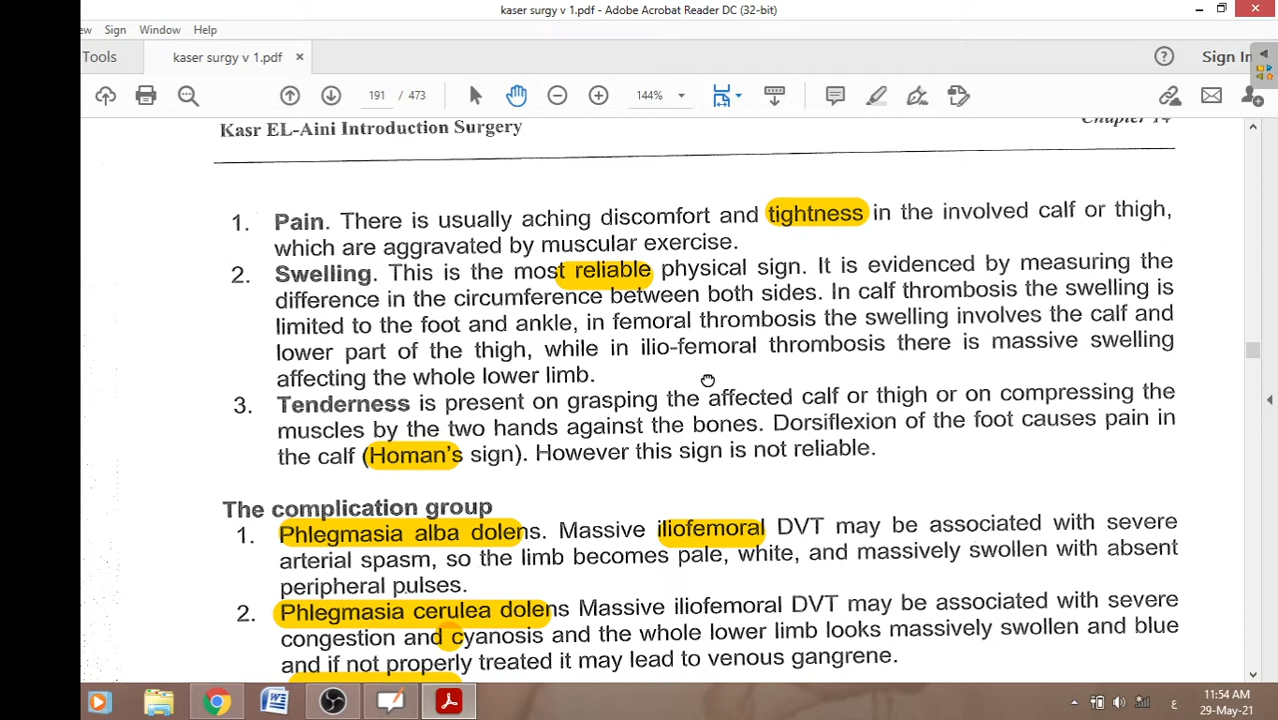 kaser surgy v 1.pdf - Adobe Acrobat Reader DC (32-bit)
ew Sign Window Help
Tools kaser surgy v 1.pdf × ? Sign In
191 / 473 144%
Kasr EL-Aini Introduction Surgery Chapter 14
1. Pain. There is usually aching discomfort and tightness in the involved calf or thigh,
which are aggravated by muscular exercise.
2. Swelling. This is the most reliable physical sign. It is evidenced by measuring the
difference in the circumference between both sides. In calf thrombosis the swelling is
limited to the foot and ankle, in femoral thrombosis the swelling involves the calf and
lower part of the thigh, while in ilio-femoral thrombosis there is massive swelling
affecting the whole lower limb.
3. Tenderness is present on grasping the affected calf or thigh or on compressing the
muscles by the two hands against the bones. Dorsiflexion of the foot causes pain in
the calf (Homan's sign). However this sign is not reliable.
The complication group
1. Phlegmasia alba dolens. Massive iliofemoral DVT may be associated with severe
arterial spasm, so the limb becomes pale, white, and massively swollen with absent
peripheral pulses.
2. Phlegmasia cerulea dolens Massive iliofemoral DVT may be associated with severe
congestion and cyanosis and the whole lower limb looks massively swollen and blue
and if not properly treated it may lead to venous gangrene.
ع 11:54 AM
29-May-21